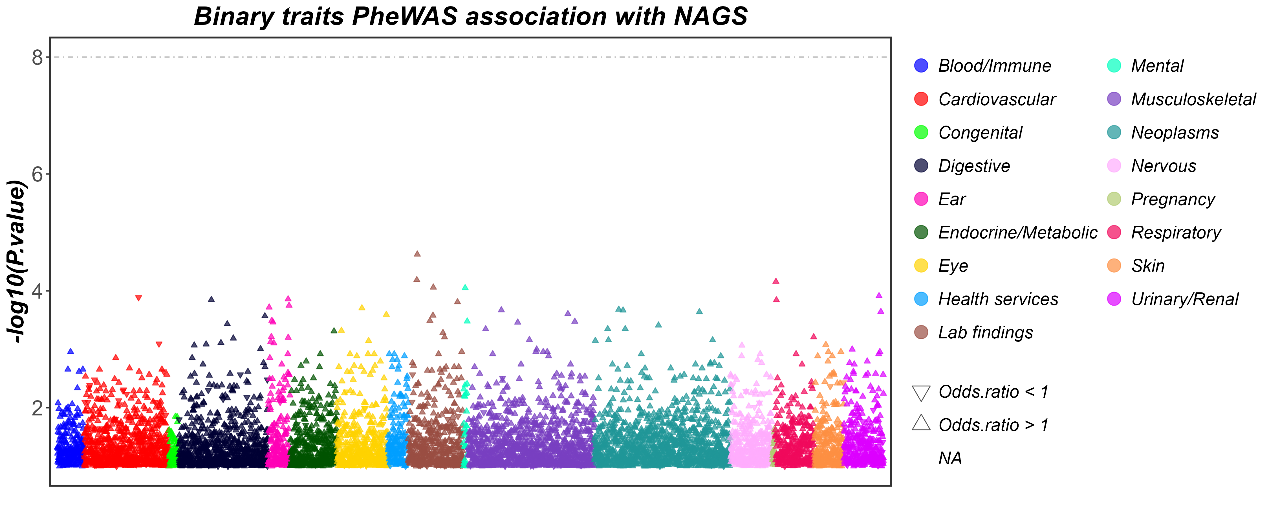 Binary traits PheWAS association with NAGS
-log10(P.value)
8
6
4
2
Blood/Immune
Cardiovascular
Congenital
Digestive
Ear
Endocrine/Metabolic
Eye
Health services
Lab findings
Mental
Musculoskeletal
Neoplasms
Nervous
Pregnancy
Respiratory
Skin
Urinary/Renal
Odds.ratio < 1
Odds.ratio > 1
NA